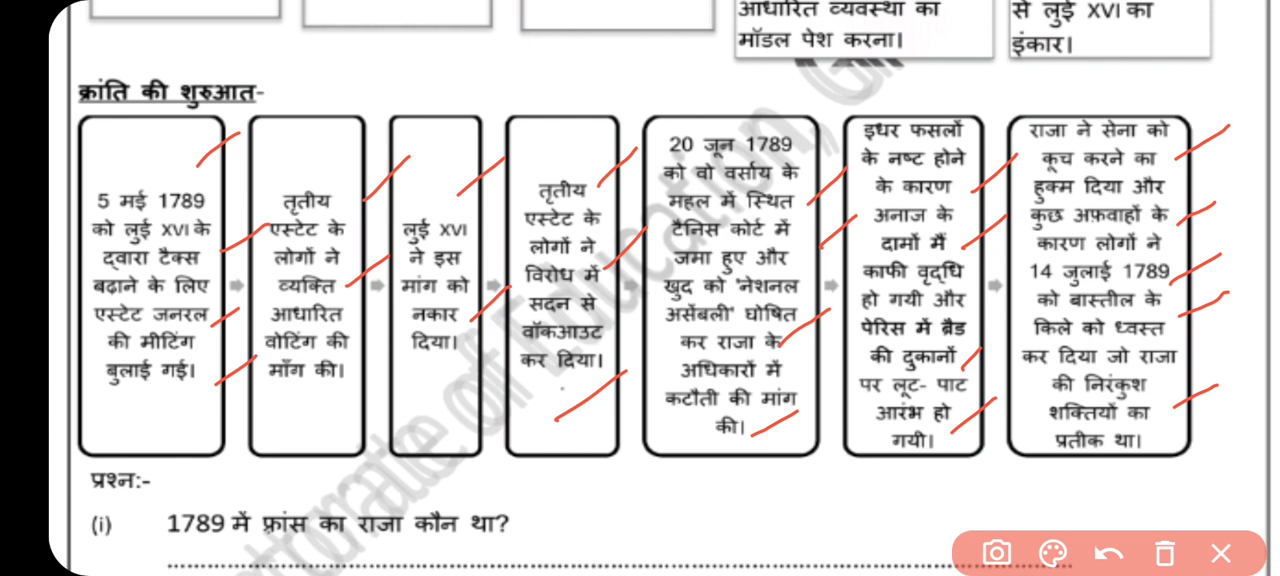 आधारित व्यवस्था का
मॉडल पेश करना।
से लुई XVI का
इंकार।
क्रांति की शुरुआत-
5 मई 1789
को लुई XVI के
द्वारा टैक्स
बढ़ाने के लिए
एस्टेट जनरल
की मीटिंग
बुलाई गई।
तृतीय
एस्टेट के
लोगों ने
व्यक्ति
आधारित
वोटिंग की
माँग की।
लुई XVI
ने इस
मांग को
नकार
दिया।
तृतीय
एस्टेट के
लोगों ने
विरोध में
सदन से
वॉकआउट
कर दिया।
20 जून 1789
को वो वर्साय के
महल में स्थित
टैनिस कोर्ट में
जमा हुए और
खुद को 'नेशनल
असेंबली' घोषित
कर राजा के
अधिकारों में
कटौती की मांग
की।
इधर फसलों
के नष्ट होने
के कारण
अनाज के
दामों मैं
काफी वृद्धि
हो गयी और
पेरिस में ब्रैड
की दुकानों
पर लूट- पाट
आरंभ हो
गयी।
राजा ने सेना को
कूच करने का
हुक्म दिया और
कुछ अफ़वाहों के
कारण लोगों ने
14 जुलाई 1789
को बास्तील के
किले को ध्वस्त
कर दिया जो राजा
की निरंकुश
शक्तियों का
प्रतीक था।
प्रश्न:-
(i) 1789 में फ़्रांस का राजा कौन था?